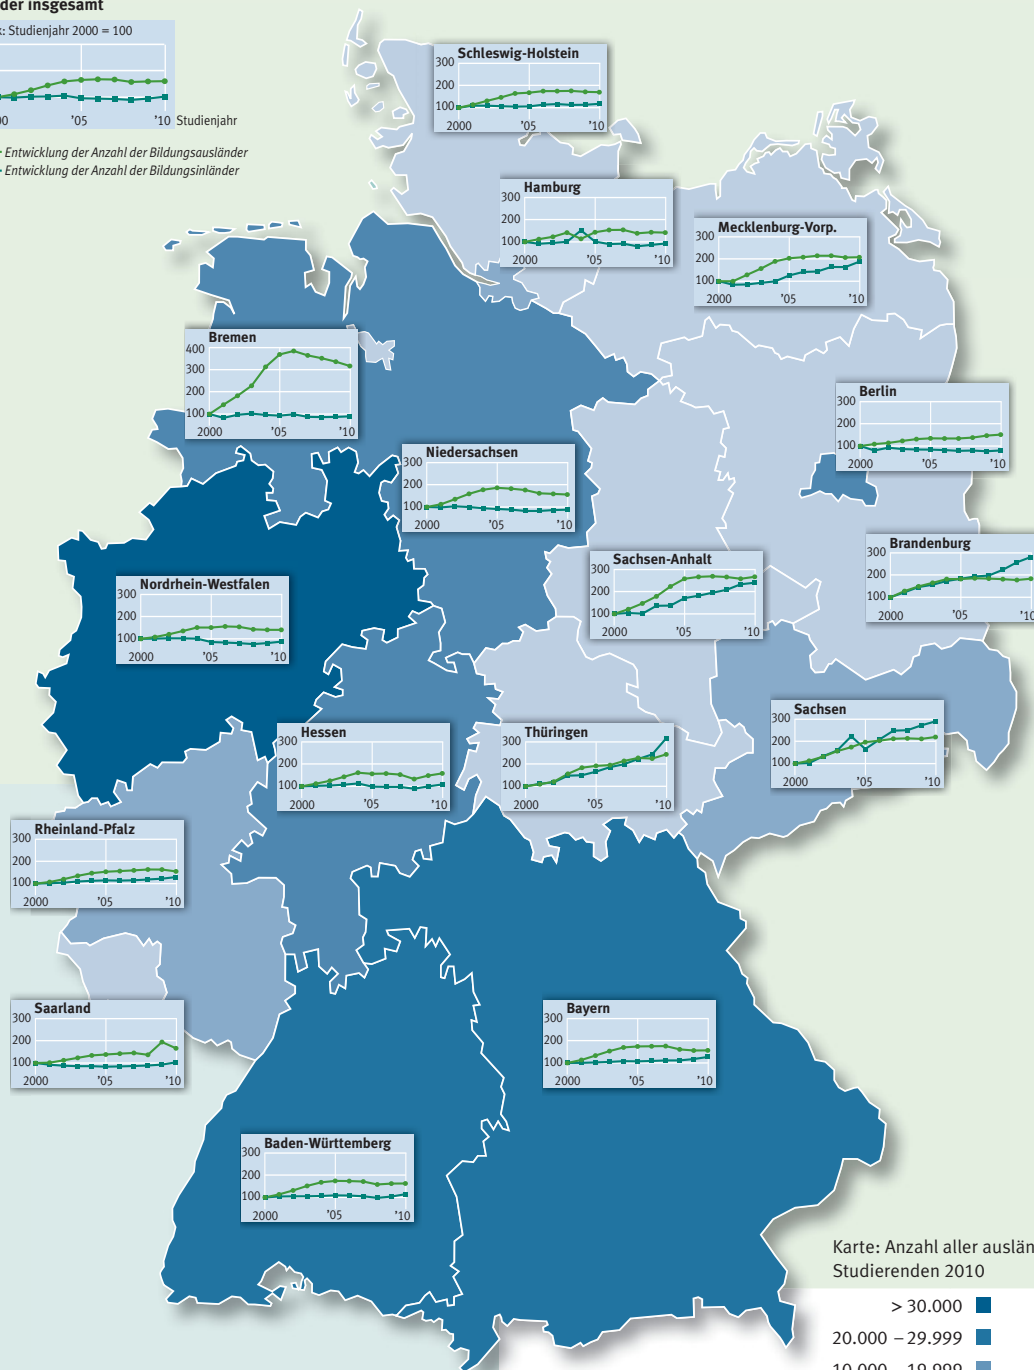 der insgesamt
: Studienjahr 2000 = 100
'05
'10 Studienjahr
Entwicklung der Anzahl der Bildungsausländer
Entwicklung der Anzahl der Bildungsinländer
Schleswig-Holstein
300
200
100
2000 '05 '10
Hamburg
300
200
100
2000 '05 '10
Mecklenburg-Vorp.
300
200
100
2000 '05 '10
Bremen
400
300
200
100
2000 '05 '10
Berlin
300
200
100
2000 '05 '10
Niedersachsen
300
200
100
2000 '05 '10
Brandenburg
300
200
100
2000 '05 '10
Sachsen-Anhalt
300
200
100
2000 '05 '10
Nordrhein-Westfalen
300
200
100
2000 '05 '10
Sachsen
300
200
100
2000 '05 '10
Hessen
300
200
100
2000 '05 '10
Thüringen
300
200
100
2000 '05 '10
Rheinland-Pfalz
300
200
100
2000 '05 '10
Saarland
300
200
100
2000 '05 '10
Bayern
300
200
100
2000 '05 '10
Baden-Württemberg
300
200
100
2000 '05 '10
Karte: Anzahl aller auslän
Studierenden 2010
> 30.000
20.000 – 29.999
10.000 – 19.999